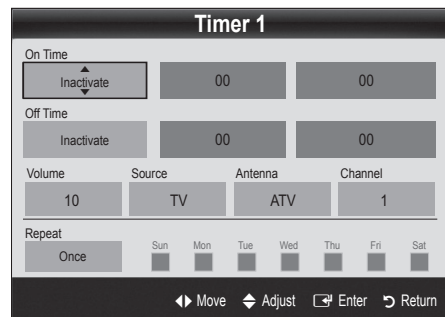 Timer 1
On Time
Inactivate 00 00
Off Time
Inactivate 00 00
Volume Source Antenna Channel
10 TV ATV 1
Repeat
Once Sun Mon Tue Wed Thu Fri Sat
Move Adjust Enter Return